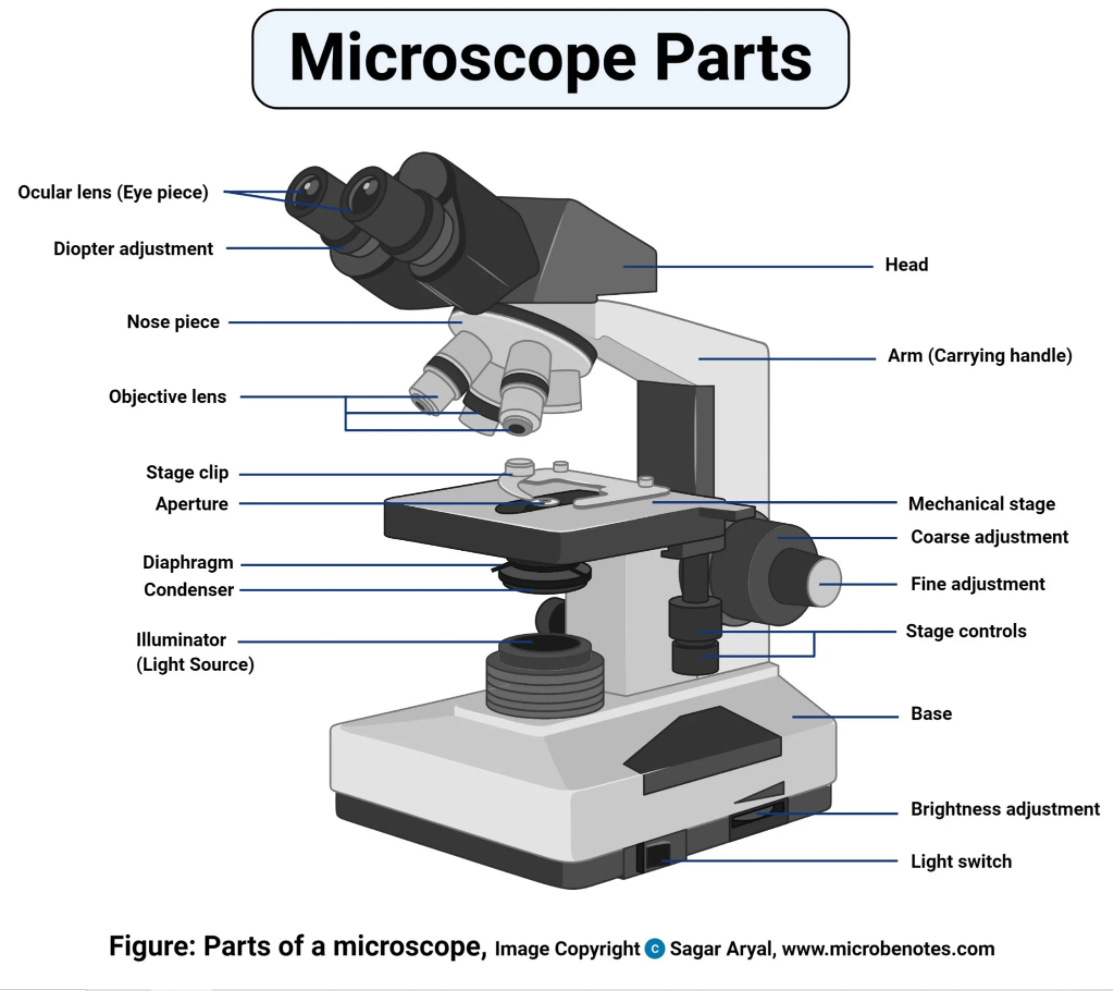 Microscope Parts
Ocular lens (Eye piece)
Diopter adjustment
Nose piece
Objective lens
Stage clip
Aperture
Diaphragm
Condenser
Illuminator
(Light Source)
Head
Arm (Carrying handle)
Mechanical stage
Coarse adjustment
Fine adjustment
Stage controls
Base
Brightness adjustment
Light switch
Figure: Parts of a microscope, Image Copyright © Sagar Aryal, www.microbenotes.com